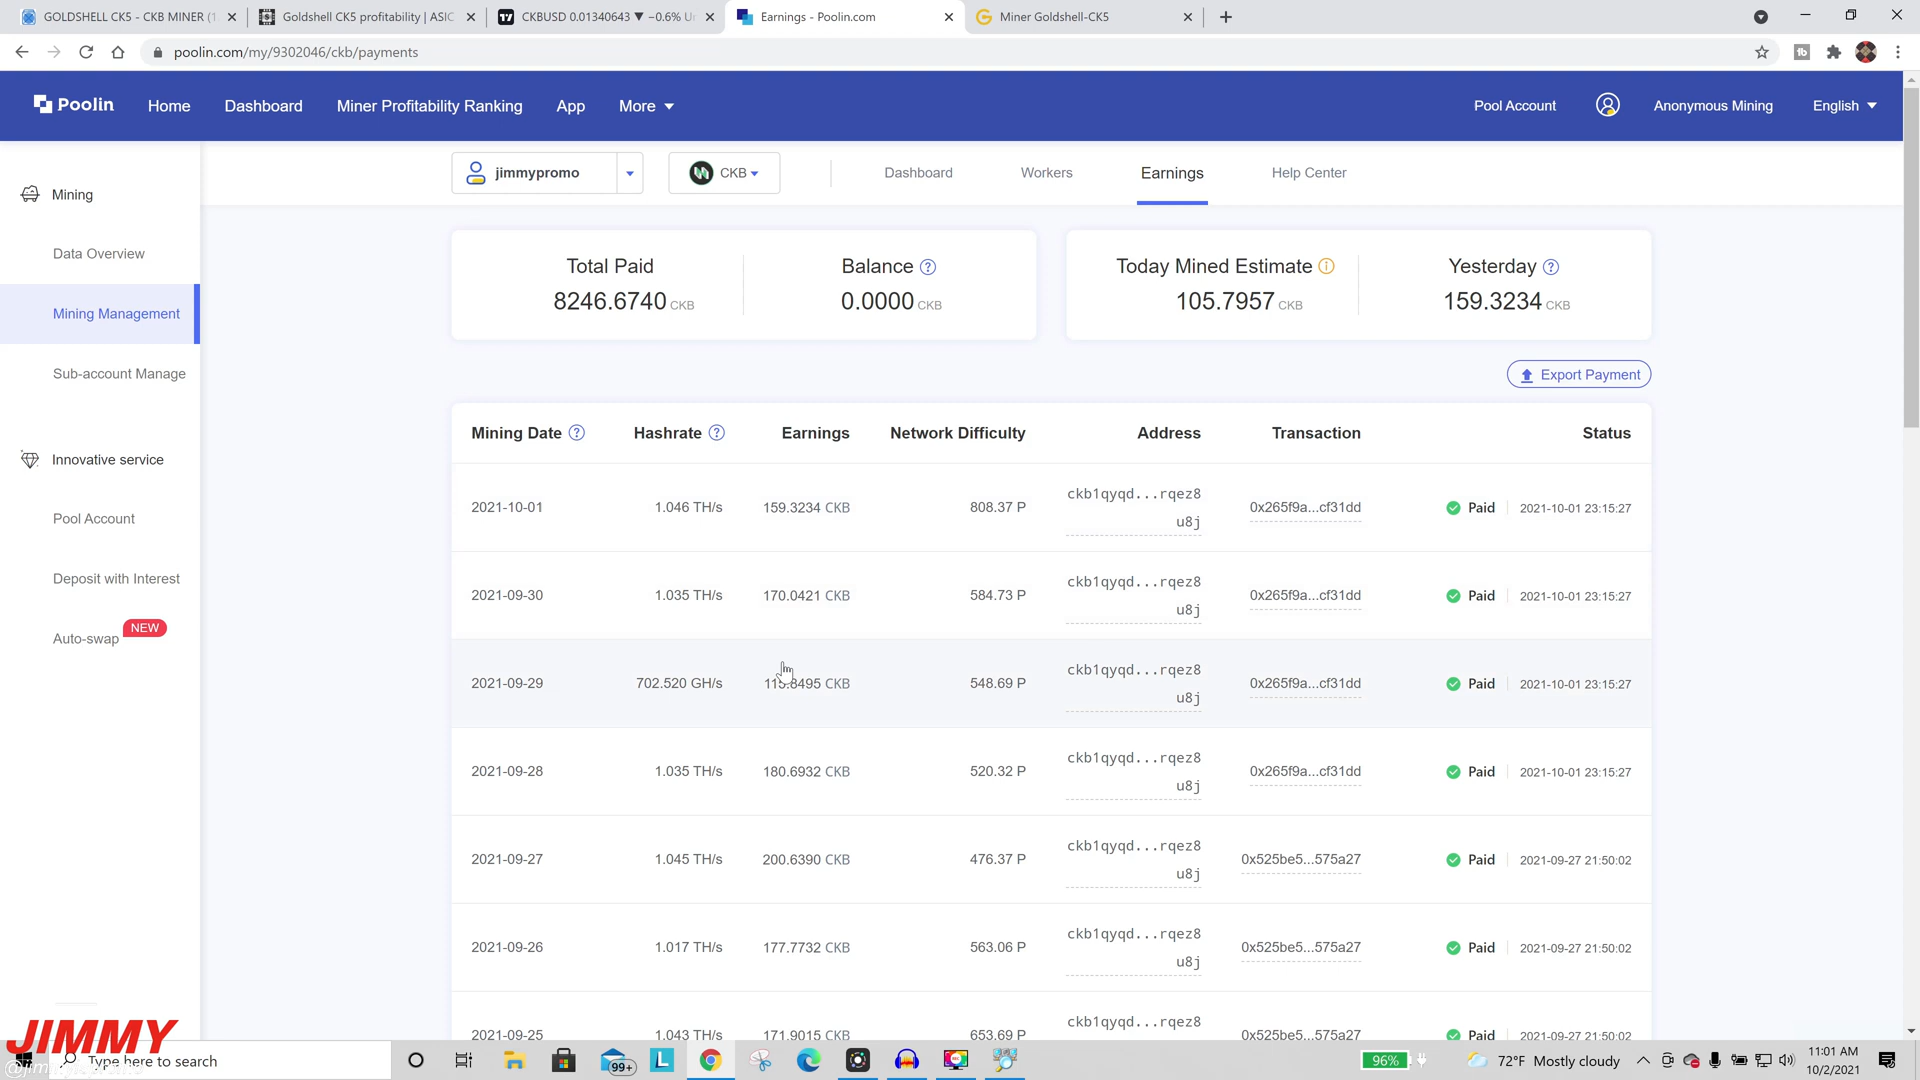 GOLDSHELL CK5 - CKB MINER (1
Goldshell CK5 profitability | ASIC
CKBUSD 0.01340643 ▼ −0.6% Un
Earnings - Poolin.com
Miner Goldshell-CK5
poolin.com/my/9302046/ckb/payments
Poolin Home Dashboard Miner Profitability Ranking App More Pool Account Anonymous Mining English
jimmypromo CKB Dashboard Workers Earnings Help Center
Mining
Data Overview
Mining Management
Sub-account Manage
Innovative service
Pool Account
Deposit with Interest
Auto-swap NEW
Total Paid Balance Today Mined Estimate Yesterday
8246.6740 CKB 0.0000 CKB 105.7957 CKB 159.3234 CKB
Export Payment
Mining Date Hashrate Earnings Network Difficulty Address Transaction Status
2021-10-01 1.046 TH/s 159.3234 CKB 808.37 P ckb1qyqd...rqez8 0x265f9a...cf31dd Paid 2021-10-01 23:15:27
u8j
2021-09-30 1.035 TH/s 170.0421 CKB 584.73 P ckb1qyqd...rqez8 0x265f9a...cf31dd Paid 2021-10-01 23:15:27
u8j
2021-09-29 702.520 GH/s CKB 548.69 P ckb1qyqd...rqez8 0x265f9a...cf31dd Paid 2021-10-01 23:15:27
u8j
2021-09-28 1.035 TH/s 180.6932 CKB 520.32 P ckb1qyqd...rqez8 0x265f9a...cf31dd Paid 2021-10-01 23:15:27
u8j
2021-09-27 1.045 TH/s 200.6390 CKB 476.37 P ckb1qyqd...rqez8 0x525be5...575a27 Paid 2021-09-27 21:50:02
u8j
2021-09-26 1.017 TH/s 177.7732 CKB 563.06 P ckb1qyqd...rqez8 0x525be5...575a27 Paid 2021-09-27 21:50:02
u8j
2021-09-25 1.043 TH/s 171.9015 CKB 653.69 P ckb1qyqd...rqez8 0x525be5...575a27 Paid 2021-09-27 21:50:02
JIMMY
Type here to search
99+
L
96%
72°F Mostly cloudy
11:01 AM
10/2/2021